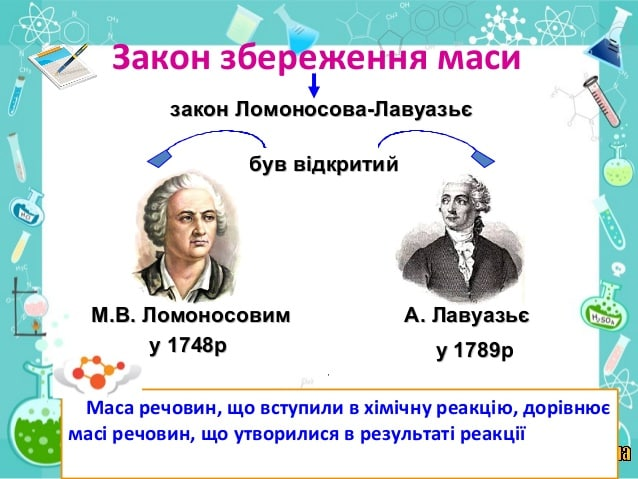 Закон збереження маси
закон Ломоносова-Лавуазьє
був відкритий
М.В. Ломоносовим
у 1748р
А. Лавуазьє
у 1789р
Маса речовин, що вступили в хімічну реакцію, дорівнює
масі речовин, що утворилися в результаті реакції